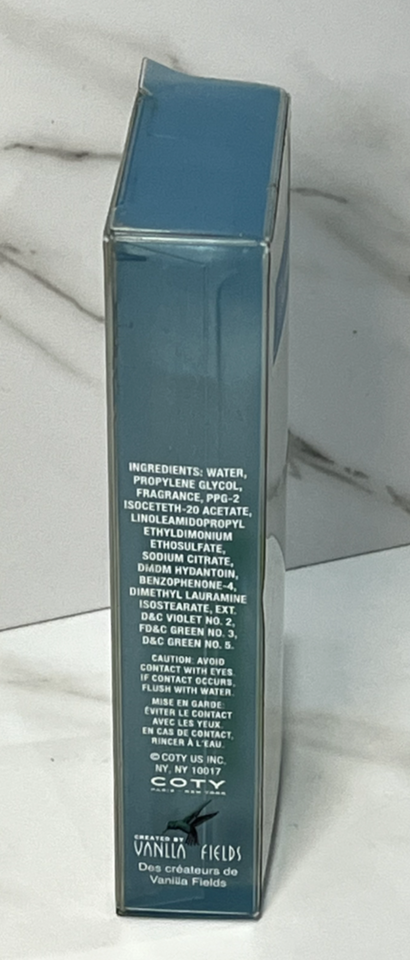 INGREDIENTS: WATER,
PROPYLENE GLYCOL,
FRAGRANCE, PPG-2
ISOCETETH-20 ACETATE,
LINOLEAMIDOPROPYL
ETHYLDIMONIUM
ETHOSULFATE,
SODIUM CITRATE,
DMDM HYDANTOIN,
BENZOPHENONE-4,
DIMETHYL LAURAMINE
ISOSTEARATE, EXT.
D&C VIOLET NO. 2,
FD&C GREEN NO. 3,
D&C GREEN NO. 5.
CAUTION: AVOID
CONTACT WITH EYES.
IF CONTACT OCCURS,
FLUSH WITH WATER.
MISE EN GARDE:
ÉVITER LE CONTACT
AVEC LES YEUX.
EN CAS DE CONTACT,
RINCER À L'EAU.
© COTY US INC.
NY, NY 10017
COTY
PARIS - NEW YORK
CREATED BY
VANILLA FIELDS
Des créateurs de
Vanilla Fields